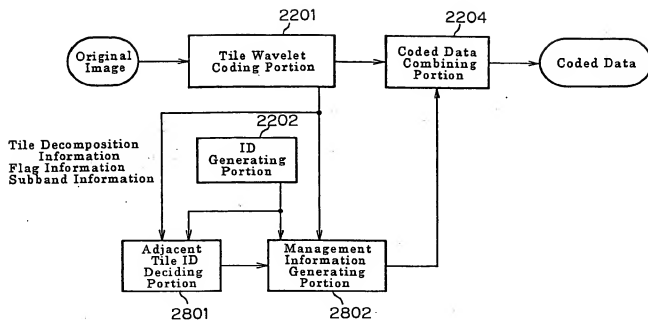 2201
2204
Original
Image
Tile Wavelet
Coding Portion
Coded Data
Combining
Portion
Coded Data
2202
Tile Decomposition
Information
Flag Information
Subband Information
ID
Generating
Portion
Adjacent
Tile ID
Deciding
Portion
Management
Information
Generating
Portion
2801
2802